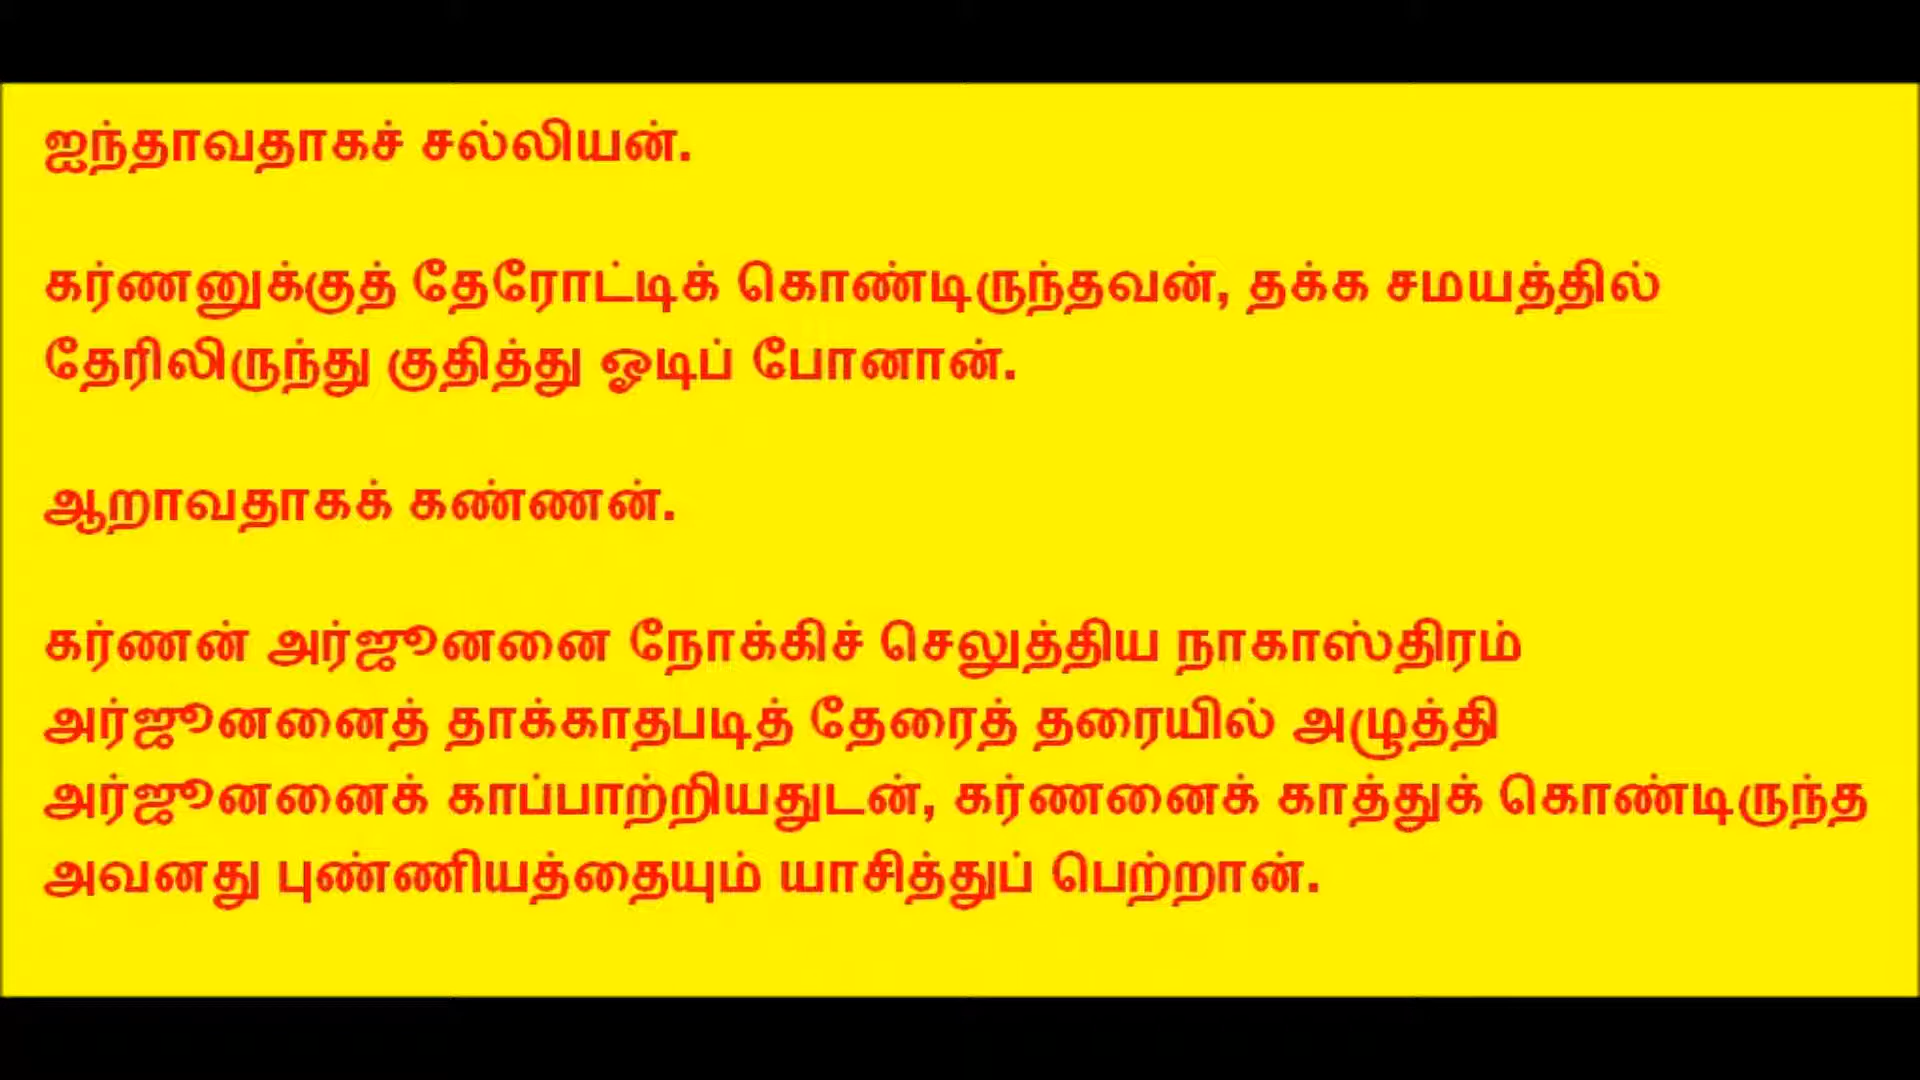 ஐந்தாவதாகச் சல்லியன்.
கர்ணனுக்குத் தேரோட்டிக் கொண்டிருந்தவன், தக்க சமயத்தில்
தேரிலிருந்து குதித்து ஓடிப் போனான்.
ஆறாவதாகக் கண்ணன்.
கர்ணன் அர்ஜூனனை நோக்கிச் செலுத்திய நாகாஸ்திரம்
அர்ஜூனனைத் தாக்காதபடித் தேரைத் தரையில் அழுத்தி
அர்ஜூனனைக் காப்பாற்றியதுடன், கர்ணனைக் காத்துக் கொண்டிருந்த
அவனது புண்ணியத்தையும் யாசித்துப் பெற்றான்.